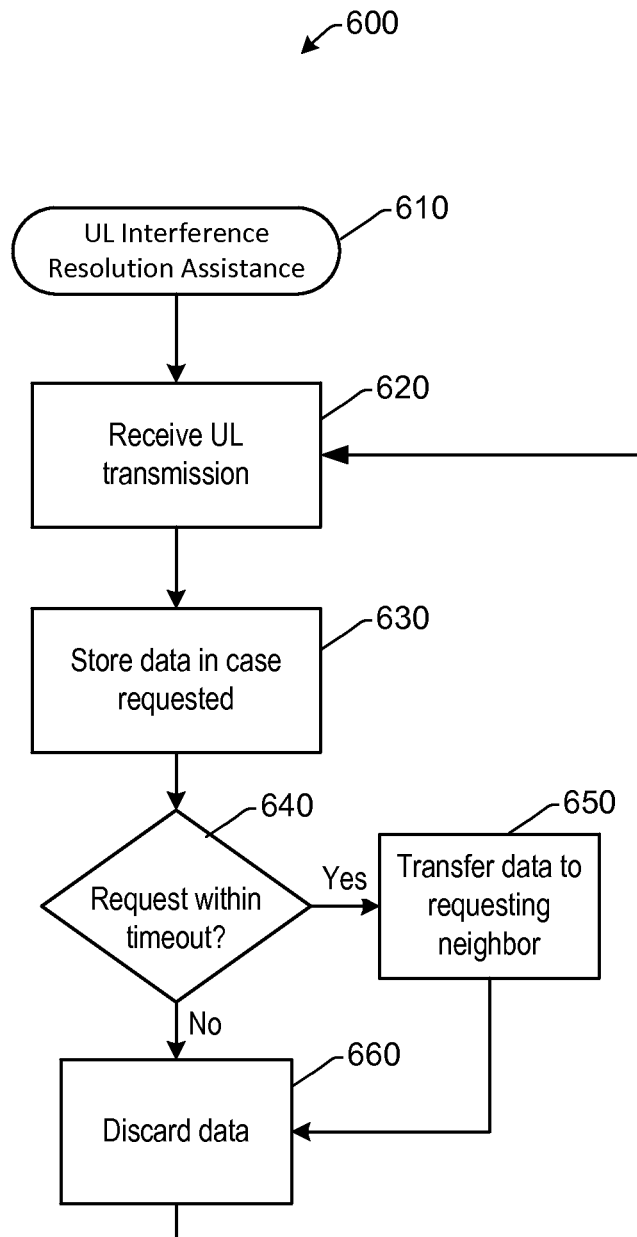 600
610
UL Interference
Resolution Assistance
620
Receive UL
transmission
630
Store data in case
requested
640
Request within
timeout?
Yes
650
Transfer data to
requesting
neighbor
No
660
Discard data